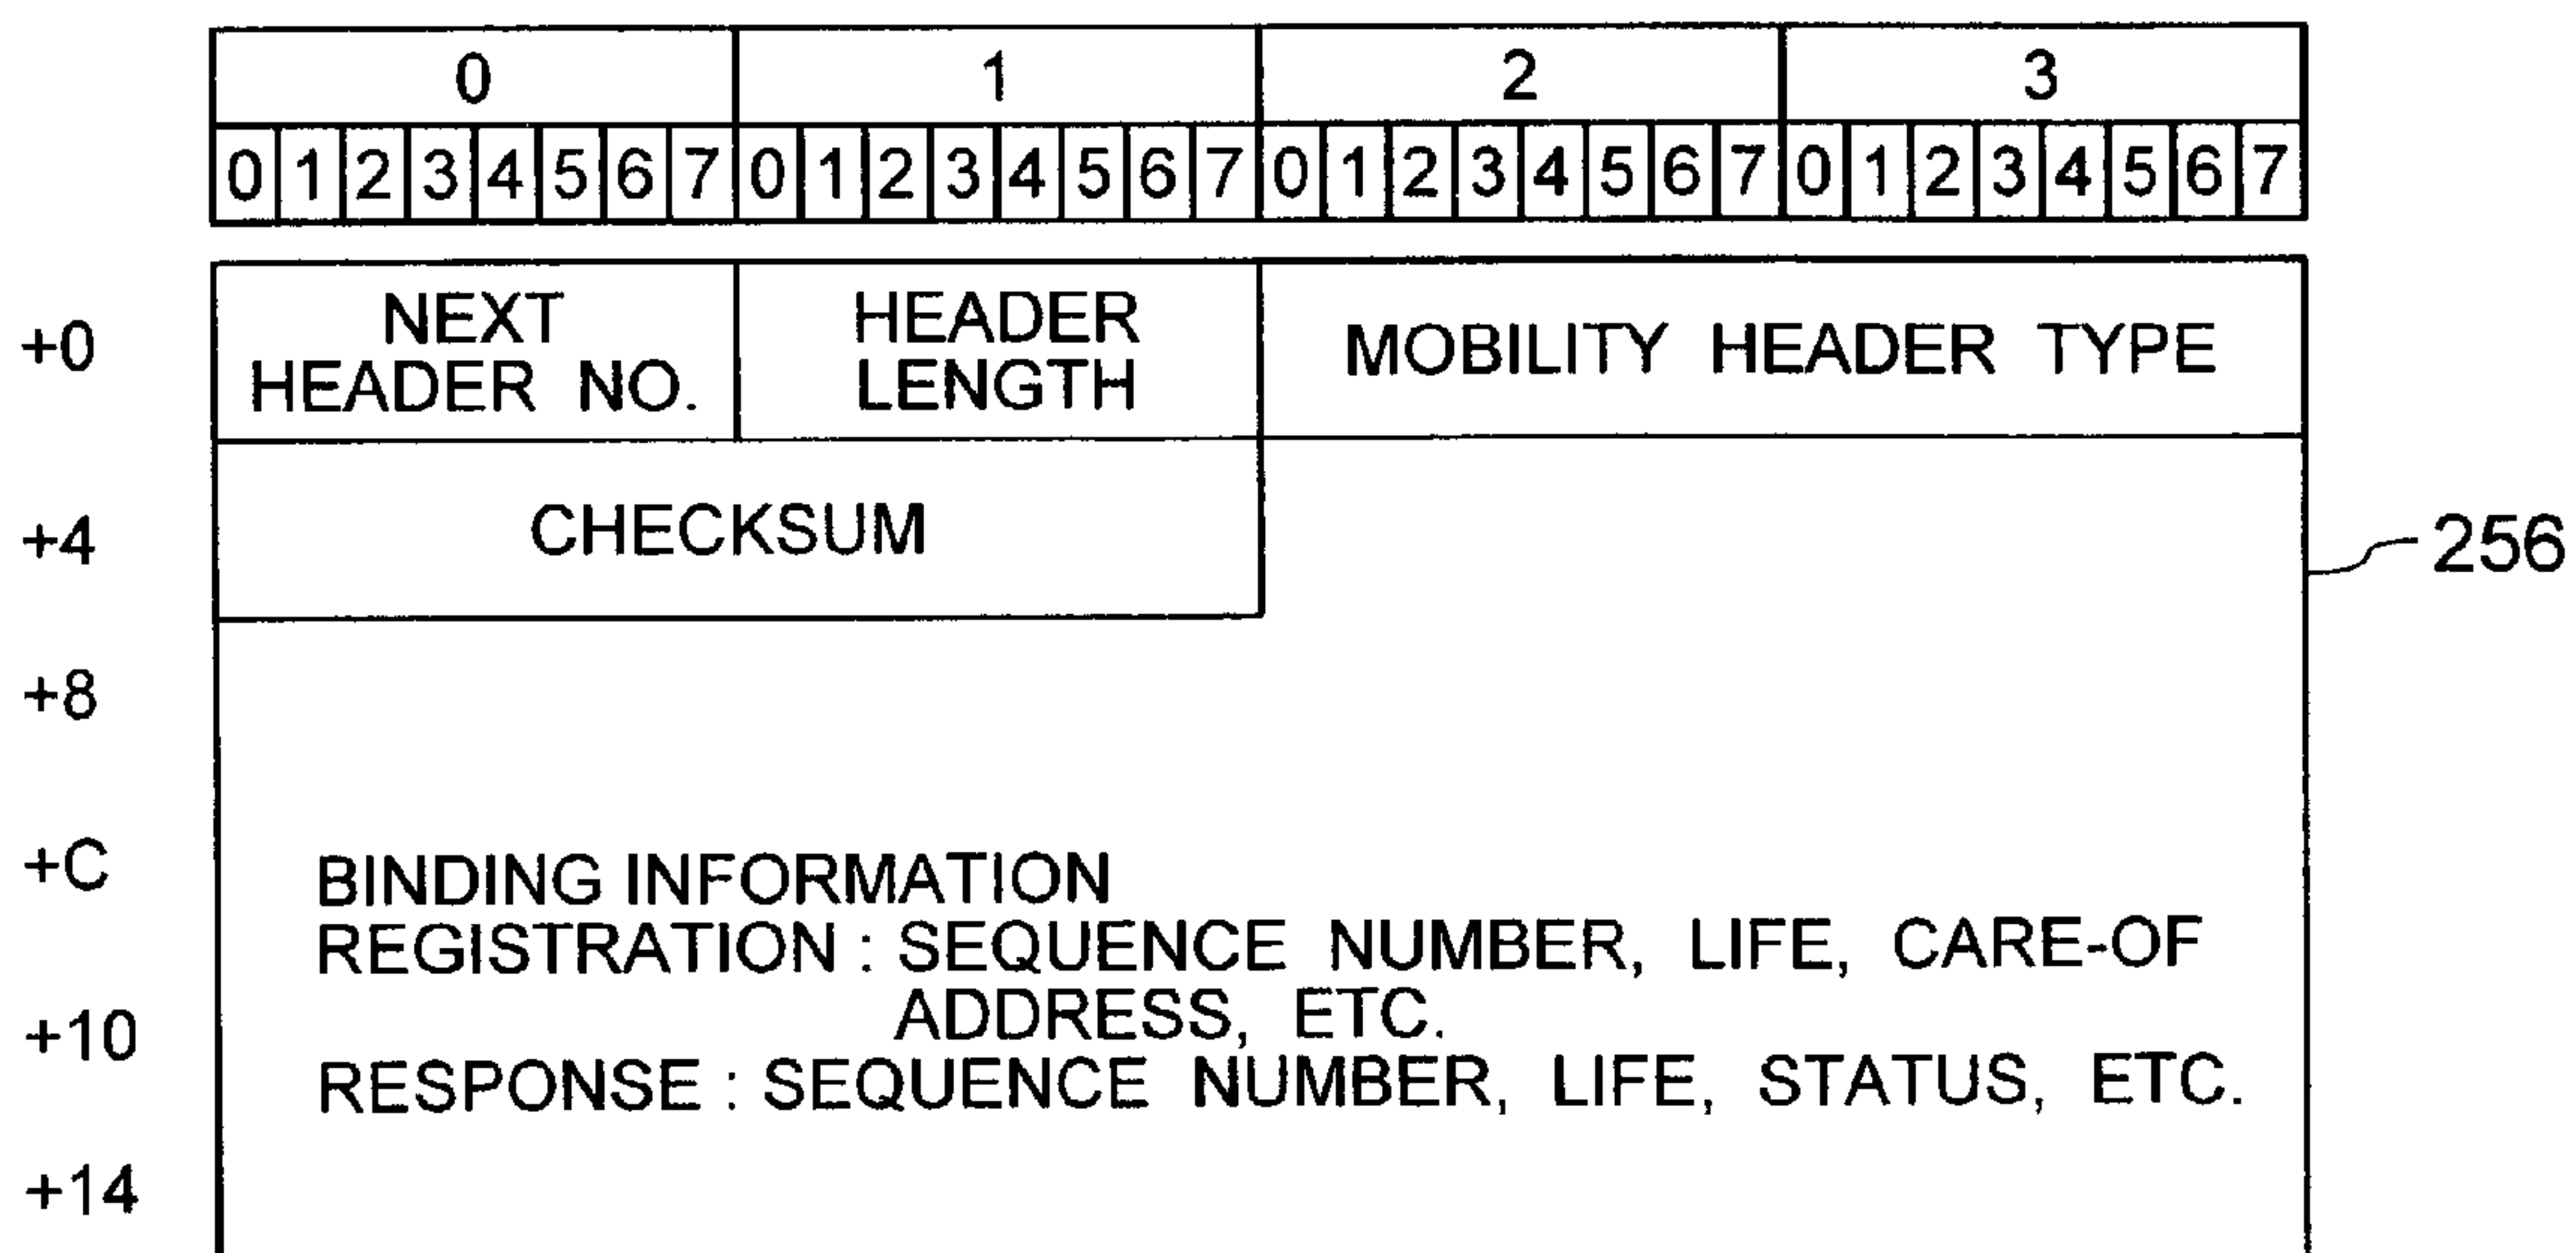 0 1 2 3
0 1 2 3 4 5 6 7 0 1 2 3 4 5 6 7 0 1 2 3 4 5 6 7 0 1 2 3 4 5 6 7
+0
NEXT
HEADER NO.
HEADER
LENGTH
MOBILITY HEADER TYPE
+4
CHECKSUM
256
+8
+C
BINDING INFORMATION
REGISTRATION : SEQUENCE NUMBER, LIFE, CARE-OF
ADDRESS, ETC.
+10
RESPONSE : SEQUENCE NUMBER, LIFE, STATUS, ETC.
+14